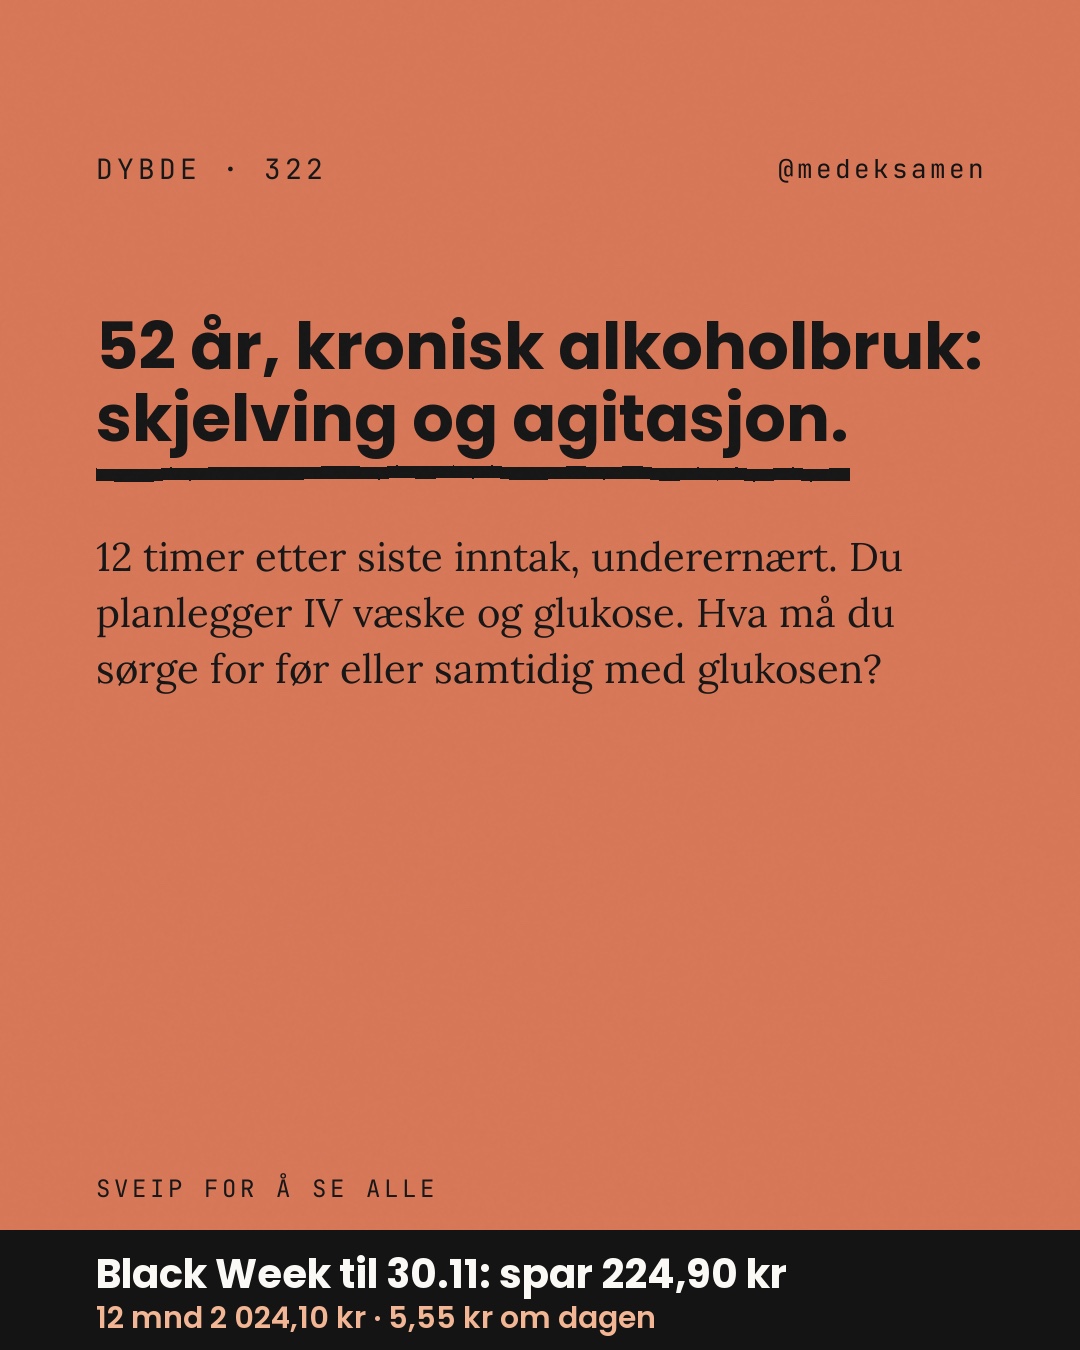 DYBDE · 322
@medeksamen
52 år, kronisk alkoholbruk:
skjelving og agitasjon.
12 timer etter siste inntak, underernært. Du
planlegger IV væske og glukose. Hva må du
sørge for før eller samtidig med glukosen?
SVEIP FOR Å SE ALLE
Black Week til 30.11: spar 224,90 kr
12 mnd 2 024,10 kr · 5,55 kr om dagen